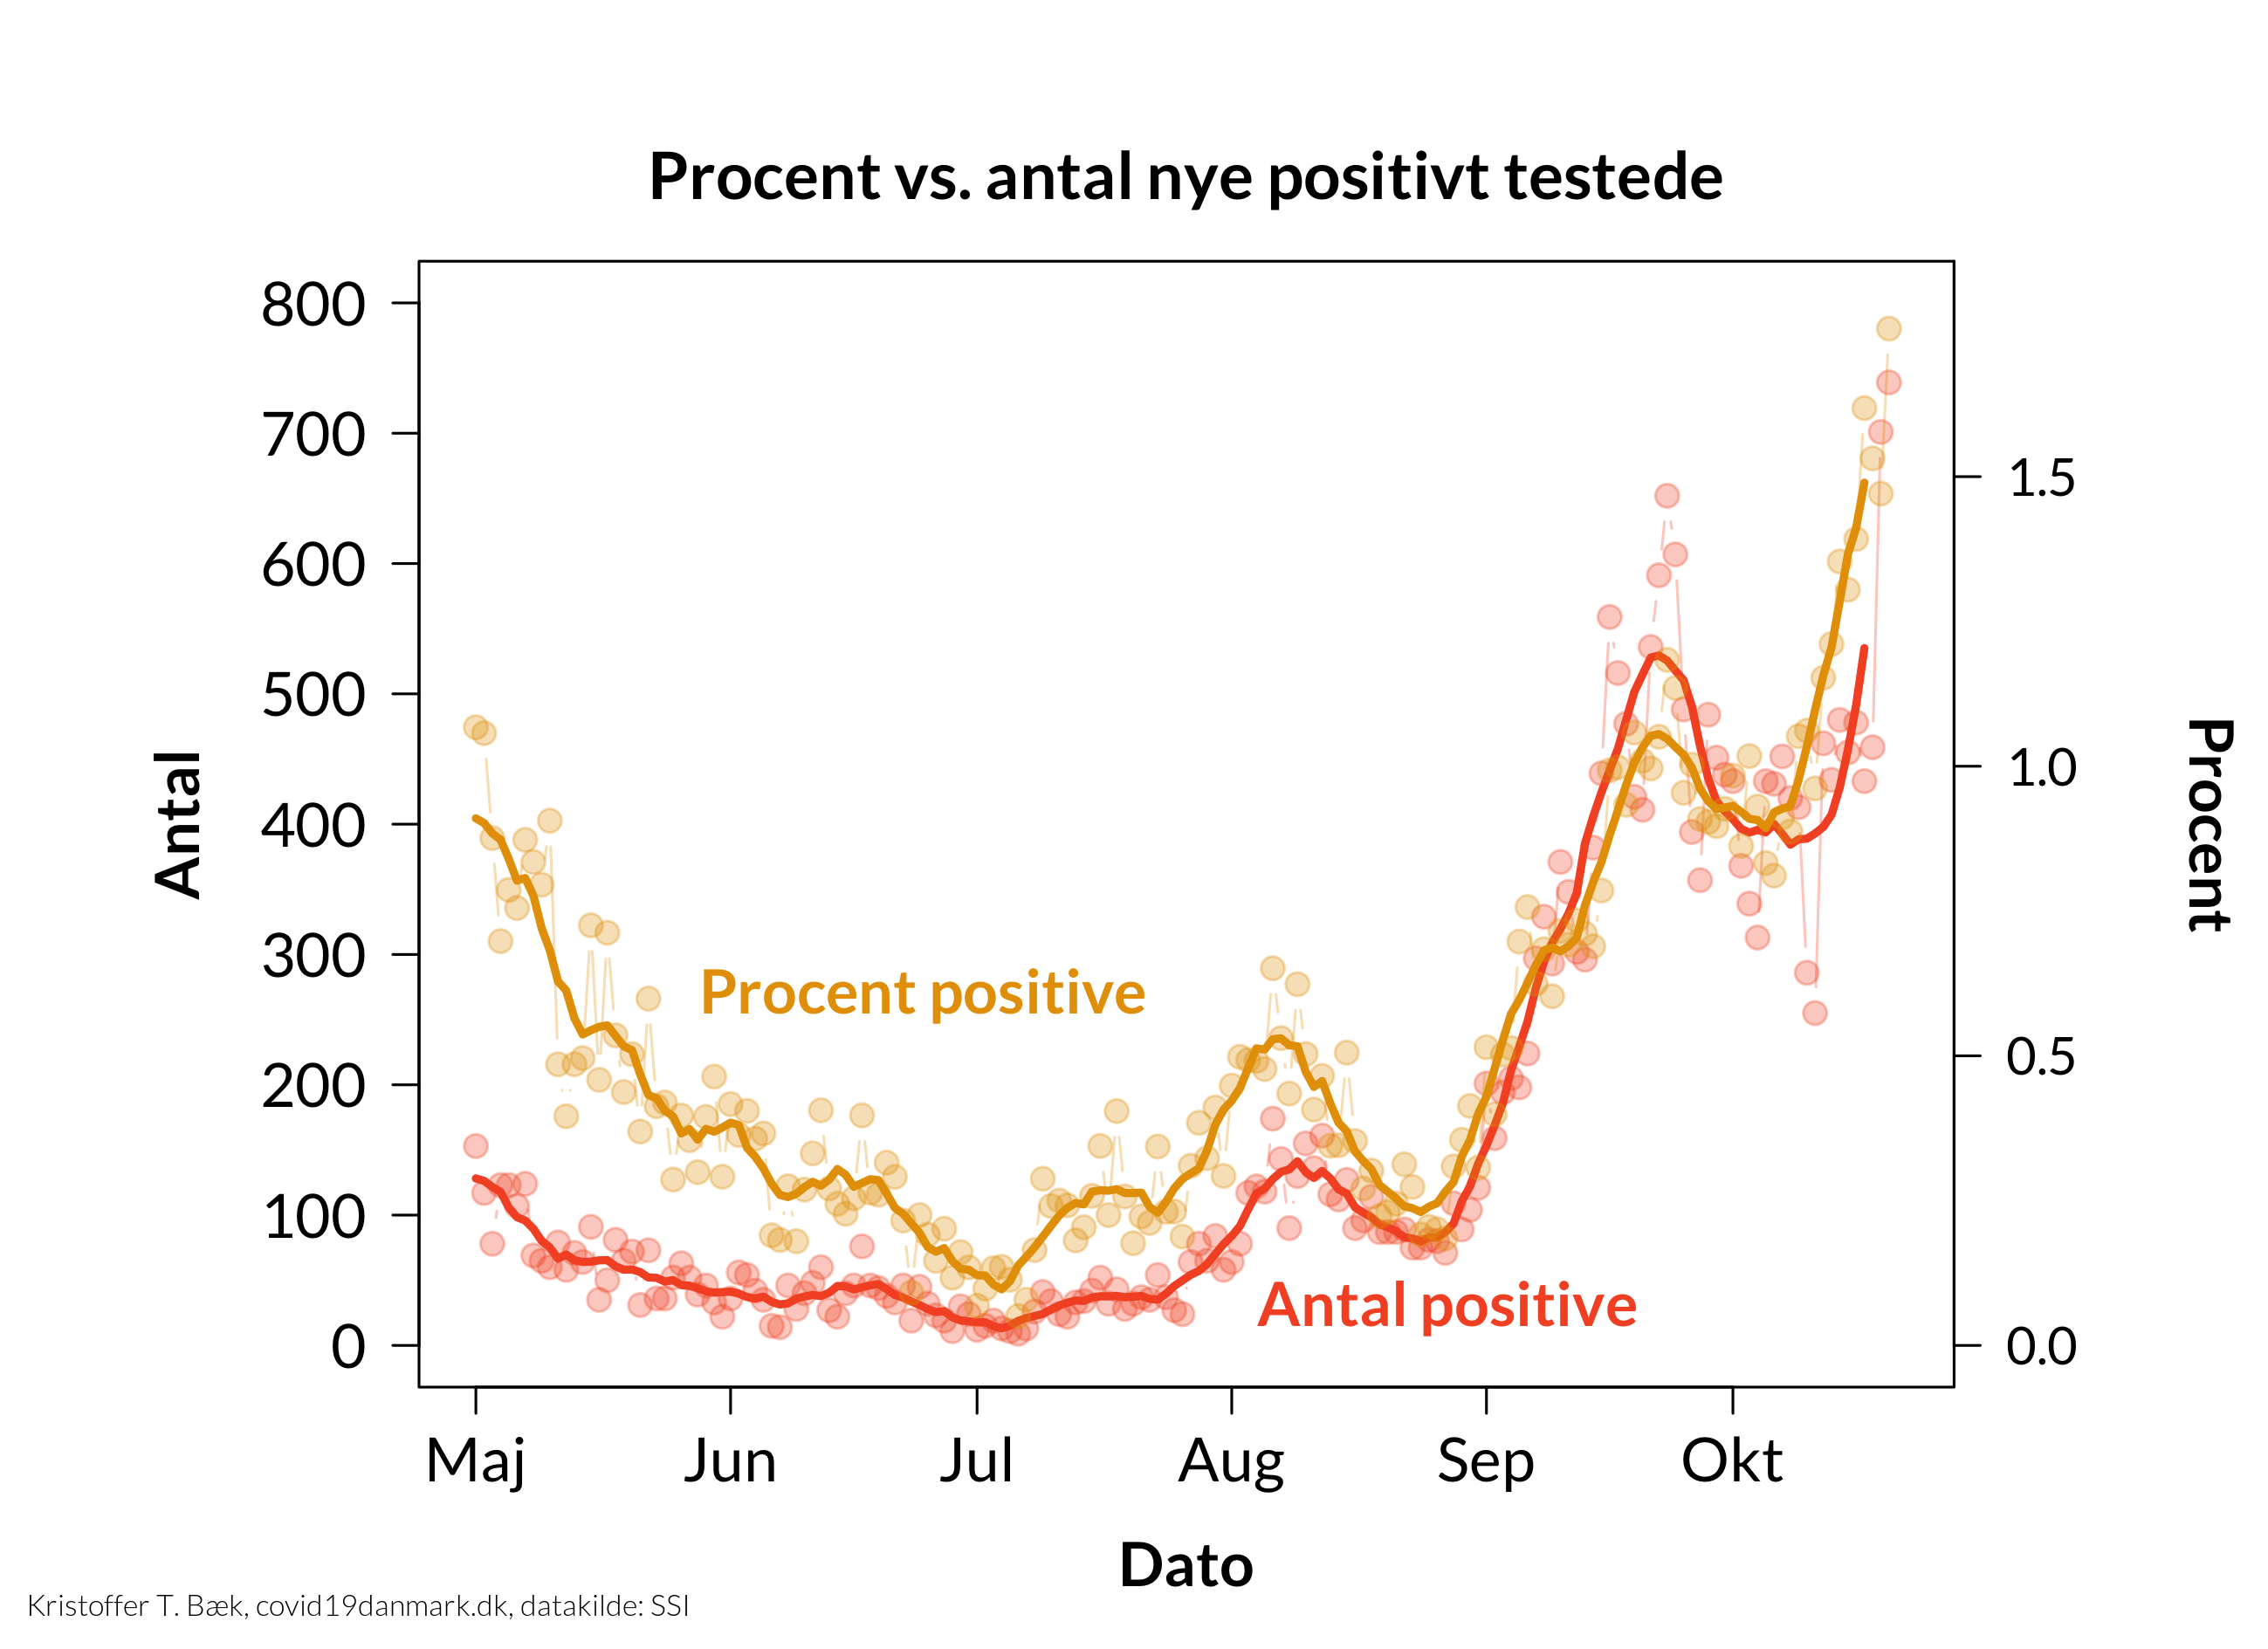 Procent vs. antal nye positivt testede
800
700
600
500
400
300
200
100
0
Antal
1.5
1.0
0.5
0.0
Procent
Procent positive
Antal positive
Maj Jun Jul Aug Sep Okt
Dato
Kristoffer T. Bæk, covid19danmark.dk, datakilde: SSI